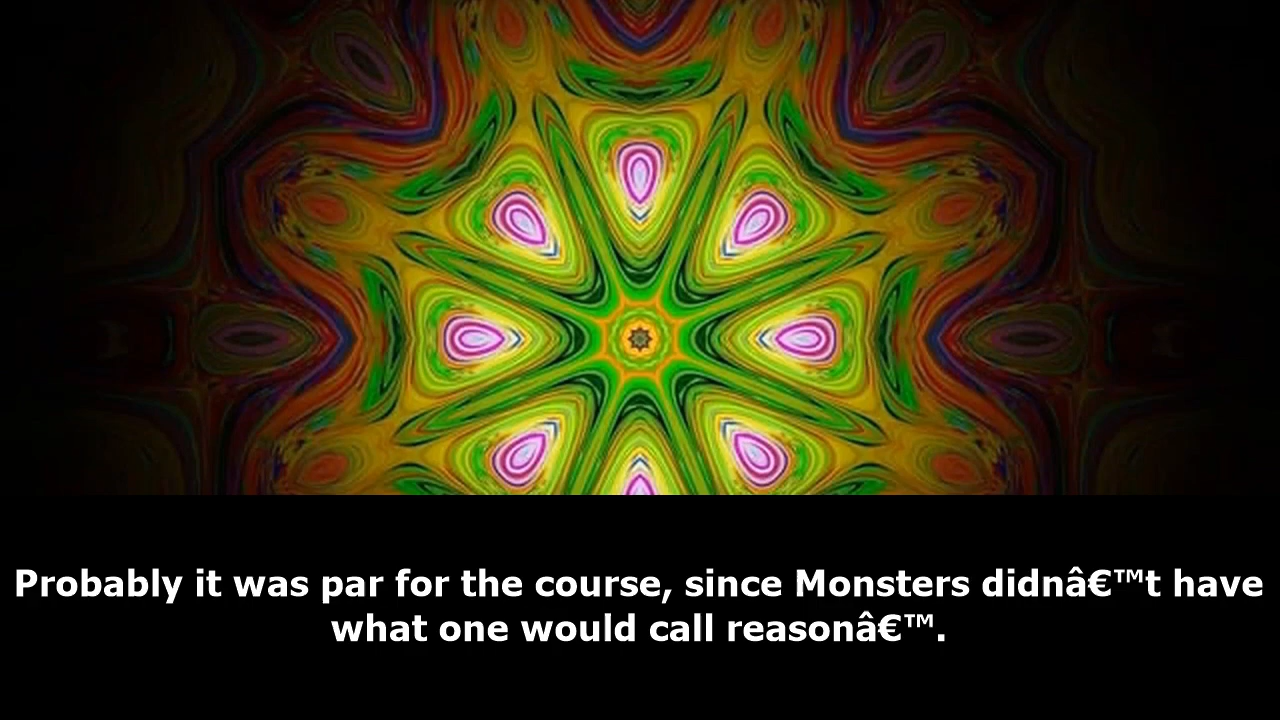 Probably it was par for the course, since Monsters didnâ€™t have
what one would call reasonâ€™.